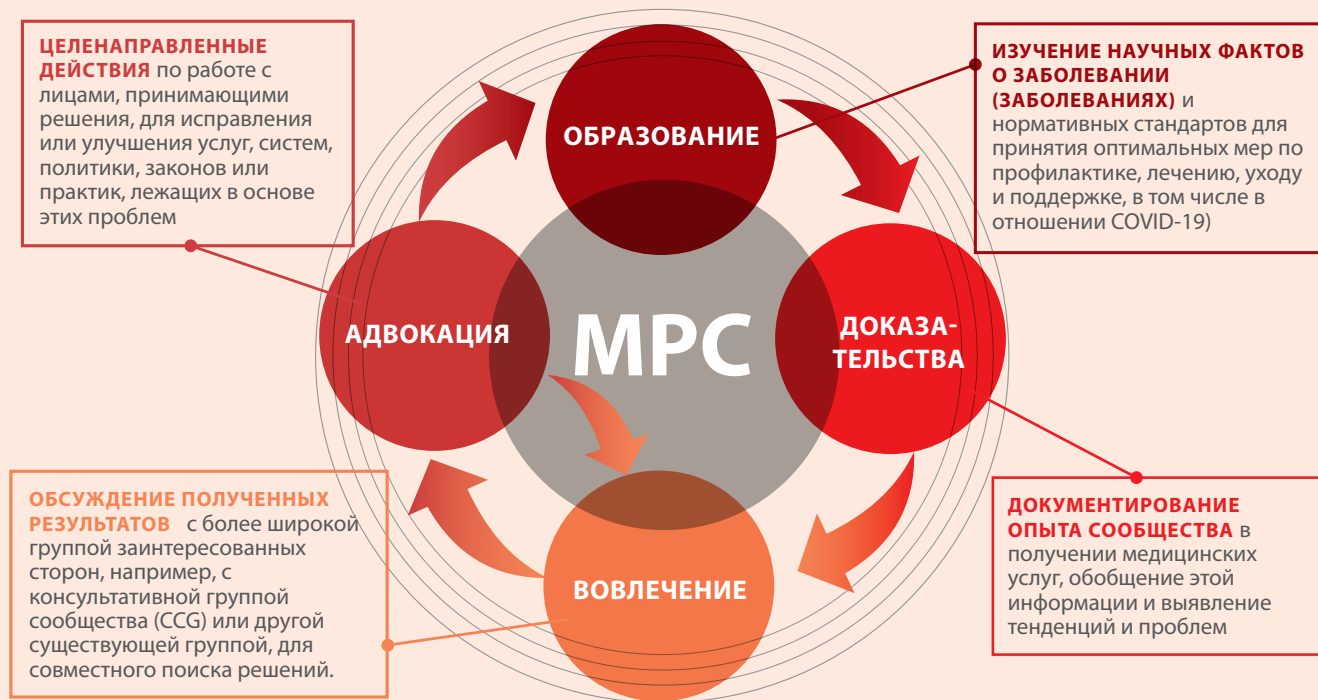 ЦЕЛЕНАПРАВЛЕННЫЕ
ДЕЙСТВИЯ по работе с
лицами, принимающими
решения, для исправления
или улучшения услуг, систем,
политики, законов или
практик, лежащих в основе
этих проблем
ОБРАЗОВАНИЕ
ИЗУЧЕНИЕ НАУЧНЫХ ФАКТОВ
О ЗАБОЛЕВАНИИ
(ЗАБОЛЕВАНИЯХ) и
нормативных стандартов для
принятия оптимальных мер по
профилактике, лечению, уходу
и поддержке, в том числе в
отношении COVID-19)
АДВОКАЦИЯ
МРС
ДОКАЗА-
ТЕЛЬСТВА
ОБСУЖДЕНИЕ ПОЛУЧЕННЫХ
РЕЗУЛЬТАТОВ с более широкой
группой заинтересованных
сторон, например, с
консультативной группой
сообщества (CCG) или другой
существующей группой, для
совместного поиска решений.
ВОВЛЕЧЕНИЕ
ДОКУМЕНТИРОВАНИЕ
ОПЫТА СООБЩЕСТВА в
получении медицинских
услуг, обобщение этой
информации и выявление
тенденций и проблем